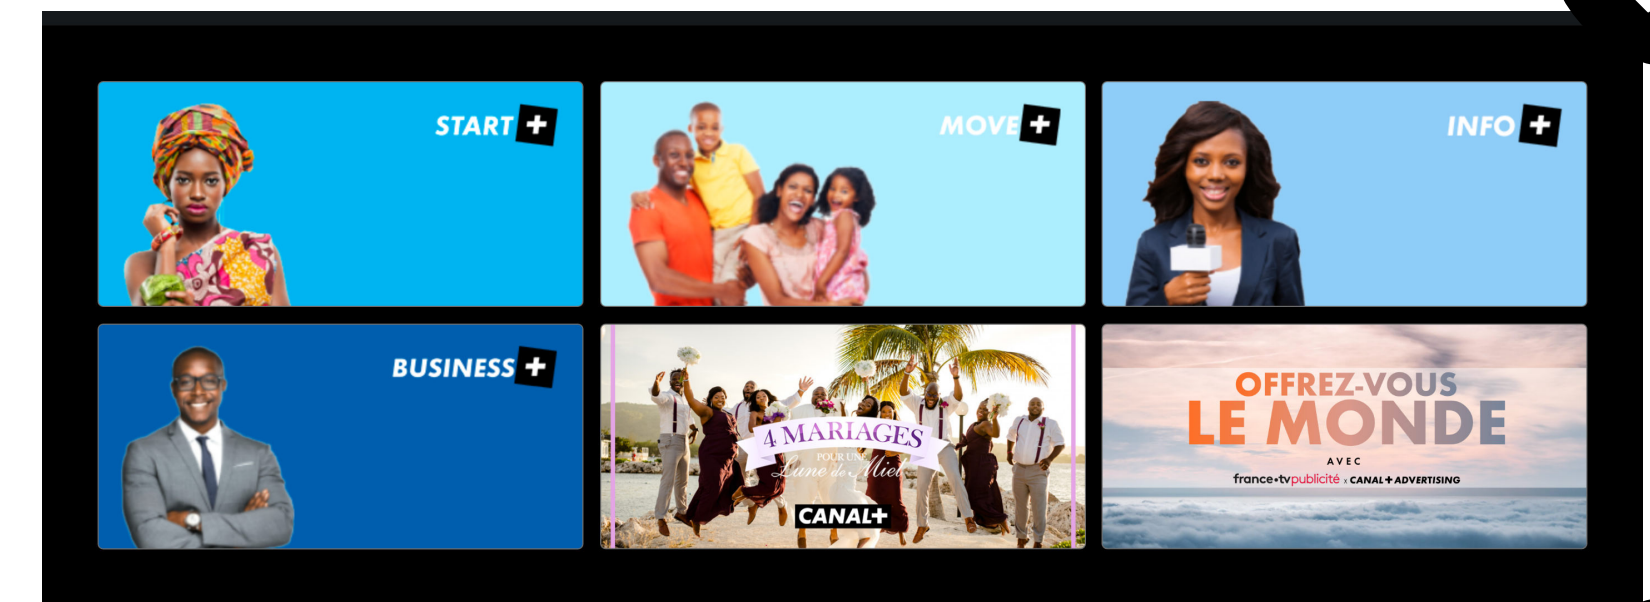 START+
MOVE+
INFO+
BUSINESS+
4 MARIAGES
POUR UNE
Lune de Miel
CANAL+
OFFREZ-VOUS
LE MONDE
AVEC
france•tvpublicité x CANAL+ ADVERTISING